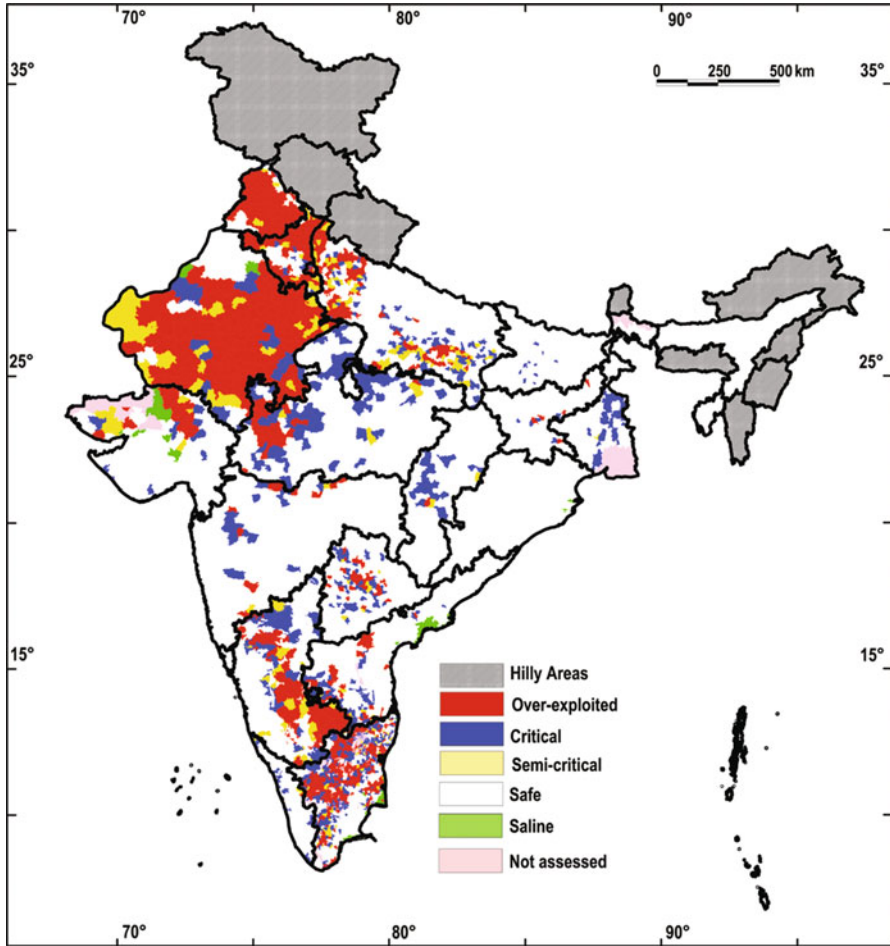 70°
80°
90°
35°
35°
0 250 500 km
25°
25°
15°
15°
Hilly Areas
Over-exploited
Critical
Semi-critical
Safe
Saline
Not assessed
70°
80°
90°